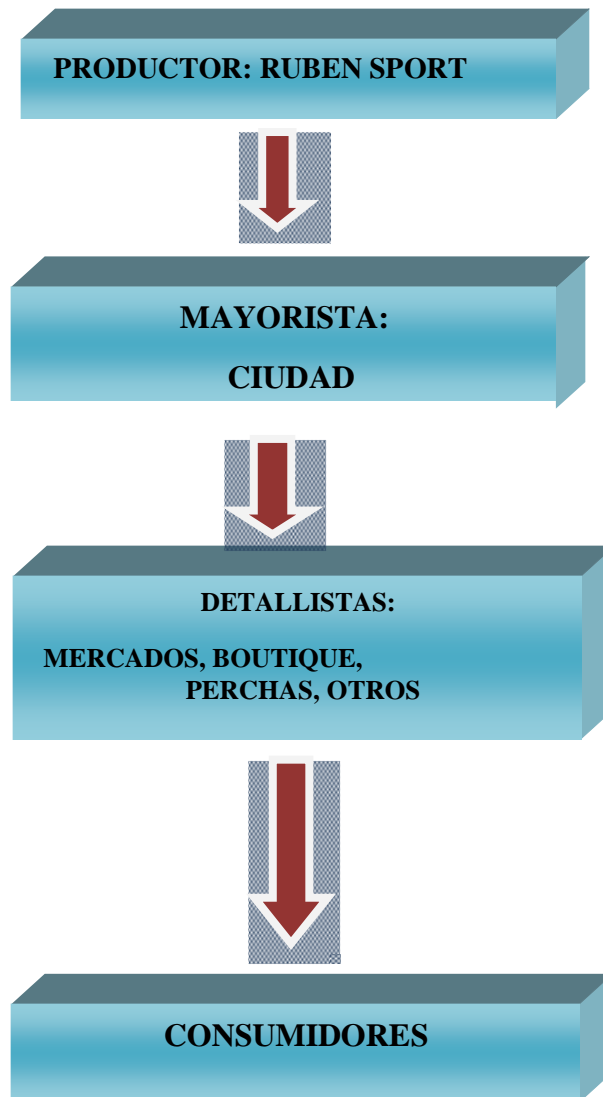 PRODUCTOR: RUBEN SPORT
MAYORISTA:
CIUDAD
DETALLISTAS:
MERCADOS, BOUTIQUE,
PERCHAS, OTROS
CONSUMIDORES